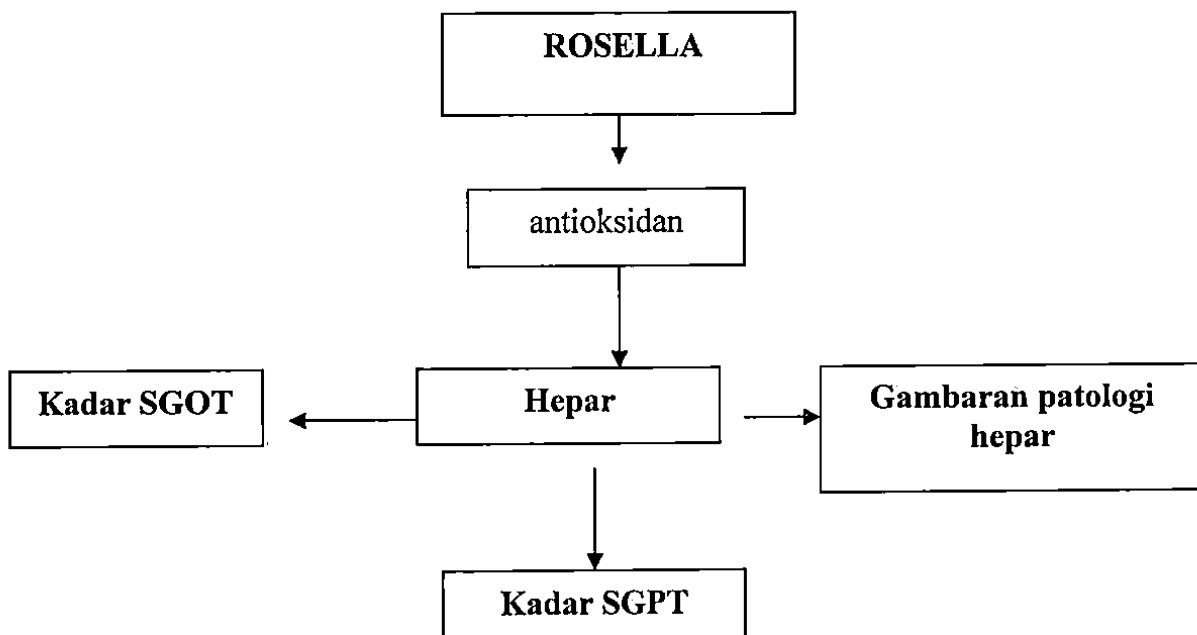 ROSELLA
antioksidan
Kadar SGOT
Hepar
Gambaran patologi
hepar
Kadar SGPT